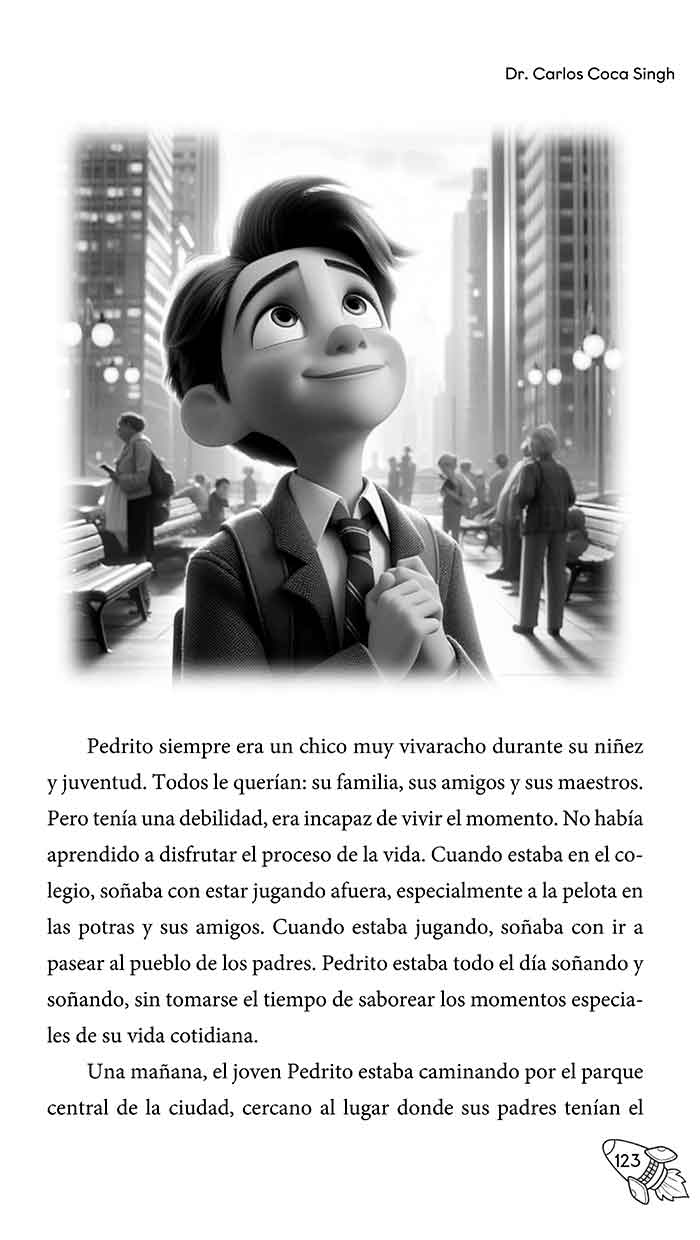 Dr. Carlos Coca Singh
Pedrito siempre era un chico muy vivaracho durante su niñez
y juventud. Todos le querían: su familia, sus amigos y sus maestros.
Pero tenía una debilidad, era incapaz de vivir el momento. No había
aprendido a disfrutar el proceso de la vida. Cuando estaba en el co-
legio, soñaba con estar jugando afuera, especialmente a la pelota en
las potras y sus amigos. Cuando estaba jugando, soñaba con ir a
pasear al pueblo de los padres. Pedrito estaba todo el día soñando y
soñando, sin tomarse el tiempo de saborear los momentos especia-
les de su vida cotidiana.
Una mañana, el joven Pedrito estaba caminando por el parque
central de la ciudad, cercano al lugar donde sus padres tenían el
123